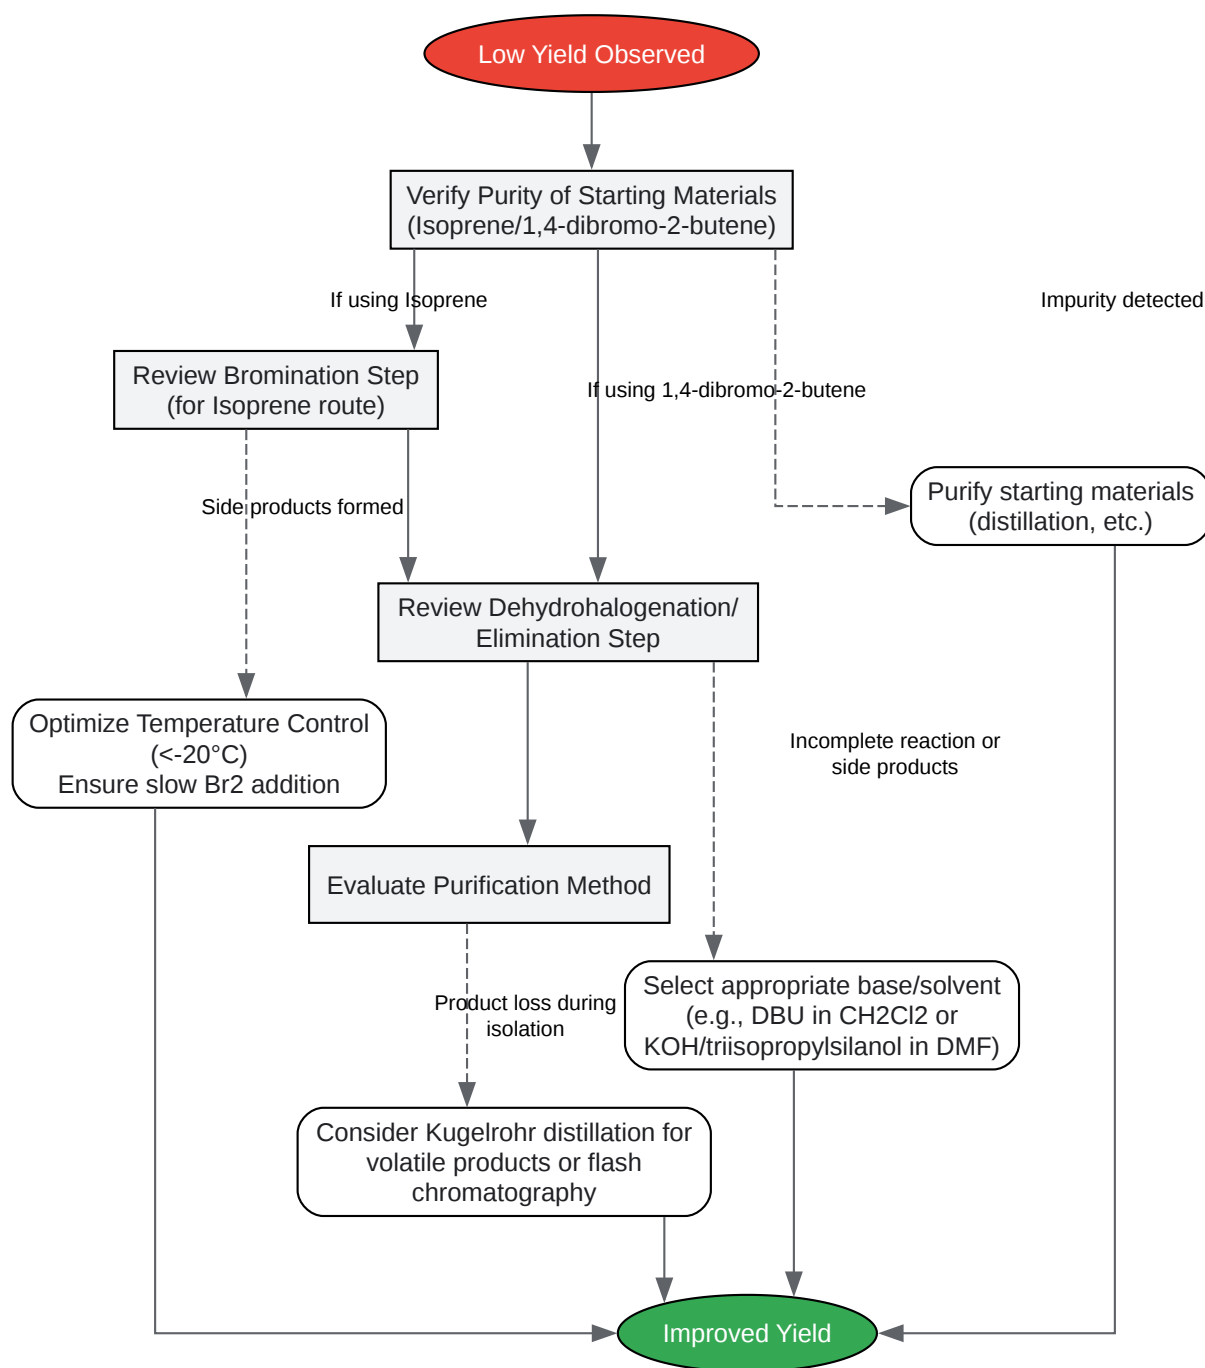 Low Yield Observed
Verify Purity of Starting Materials
(Isoprene/1,4-dibromo-2-butene)
If using Isoprene
Impurity detected
Review Bromination Step
(for Isoprene route)
If using 1,4-dibromo-2-butene
Side products formed
Purify starting materials
(distillation, etc.)
Review Dehydrohalogenation/
Elimination Step
Optimize Temperature Control
(<-20°C)
Ensure slow Br2 addition
Incomplete reaction or
side products
Evaluate Purification Method
Product loss during
isolation
Select appropriate base/solvent
(e.g., DBU in CH2Cl2 or
KOH/triisopropylsilanol in DMF)
Consider Kugelrohr distillation for
volatile products or flash
chromatography
Improved Yield